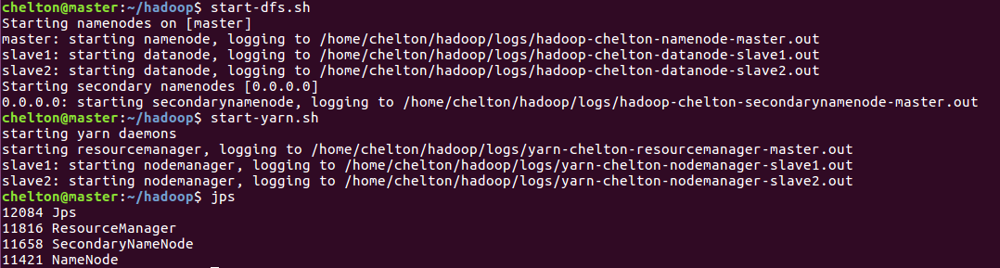 chelton@master:~/hadoop$ start-dfs.sh
Starting namenodes on [master]
master: starting namenode, logging to /home/chelton/hadoop/logs/hadoop-chelton-namenode-master.out
slave1: starting datanode, logging to /home/chelton/hadoop/logs/hadoop-chelton-datanode-slave1.out
slave2: starting datanode, logging to /home/chelton/hadoop/logs/hadoop-chelton-datanode-slave2.out
Starting secondary namenodes [0.0.0.0]
0.0.0.0: starting secondarynamenode, logging to /home/chelton/hadoop/logs/hadoop-chelton-secondarynamenode-master.out
chelton@master:~/hadoop$ start-yarn.sh
starting yarn daemons
starting resourcemanager, logging to /home/chelton/hadoop/logs/yarn-chelton-resourcemanager-master.out
slave1: starting nodemanager, logging to /home/chelton/hadoop/logs/yarn-chelton-nodemanager-slave1.out
slave2: starting nodemanager, logging to /home/chelton/hadoop/logs/yarn-chelton-nodemanager-slave2.out
chelton@master:~/hadoop$ jps
12084 Jps
11816 ResourceManager
11658 SecondaryNameNode
11421 NameNode